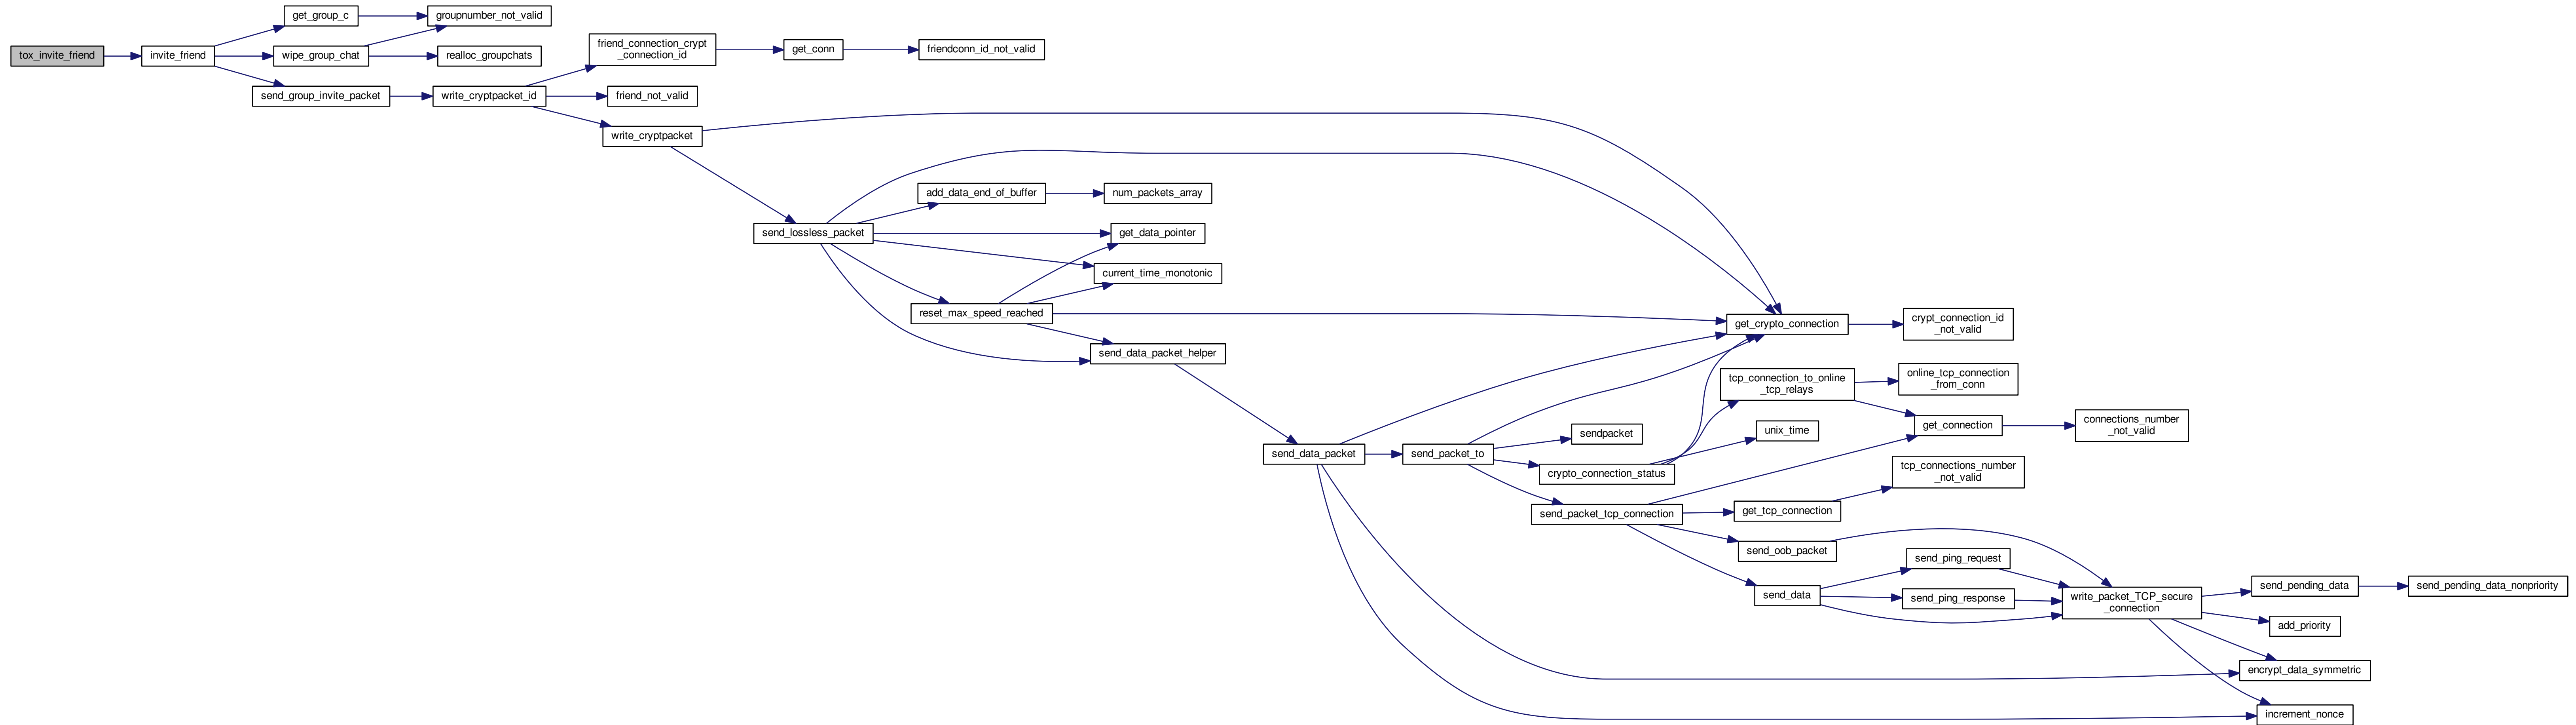 tox_invite_friend
invite_friend
get_group_c
groupnumber_not_valid
wipe_group_chat
realloc_groupchats
send_group_invite_packet
write_cryptpacket_id
friend_connection_crypt
_connection_id
get_conn
friendconn_id_not_valid
friend_not_valid
write_cryptpacket
send_lossless_packet
add_data_end_of_buffer
num_packets_array
get_data_pointer
current_time_monotonic
reset_max_speed_reached
send_data_packet_helper
get_crypto_connection
crypt_connection_id
_not_valid
send_data_packet
send_packet_to
sendpacket
crypto_connection_status
tcp_connection_to_online
_tcp_relays
online_tcp_connection
_from_conn
unix_time
get_connection
connections_number
_not_valid
send_packet_tcp_connection
get_tcp_connection
tcp_connections_number
_not_valid
send_oob_packet
send_data
send_ping_request
send_ping_response
write_packet_TCP_secure
_connection
send_pending_data
send_pending_data_nonpriority
add_priority
encrypt_data_symmetric
increment_nonce